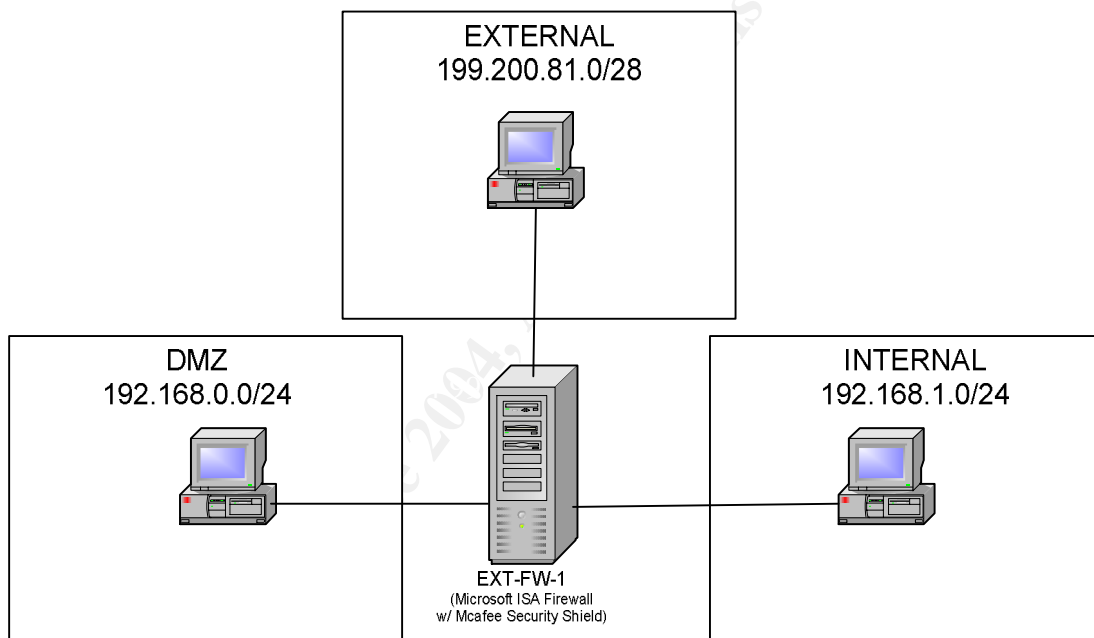 EXTERNAL
199.200.81.0/28
DMZ
192.168.0.0/24
INTERNAL
192.168.1.0/24
EXT-FW-1
(Microsoft ISA Firewall
w/ Mcafee Security Shield)
2004,